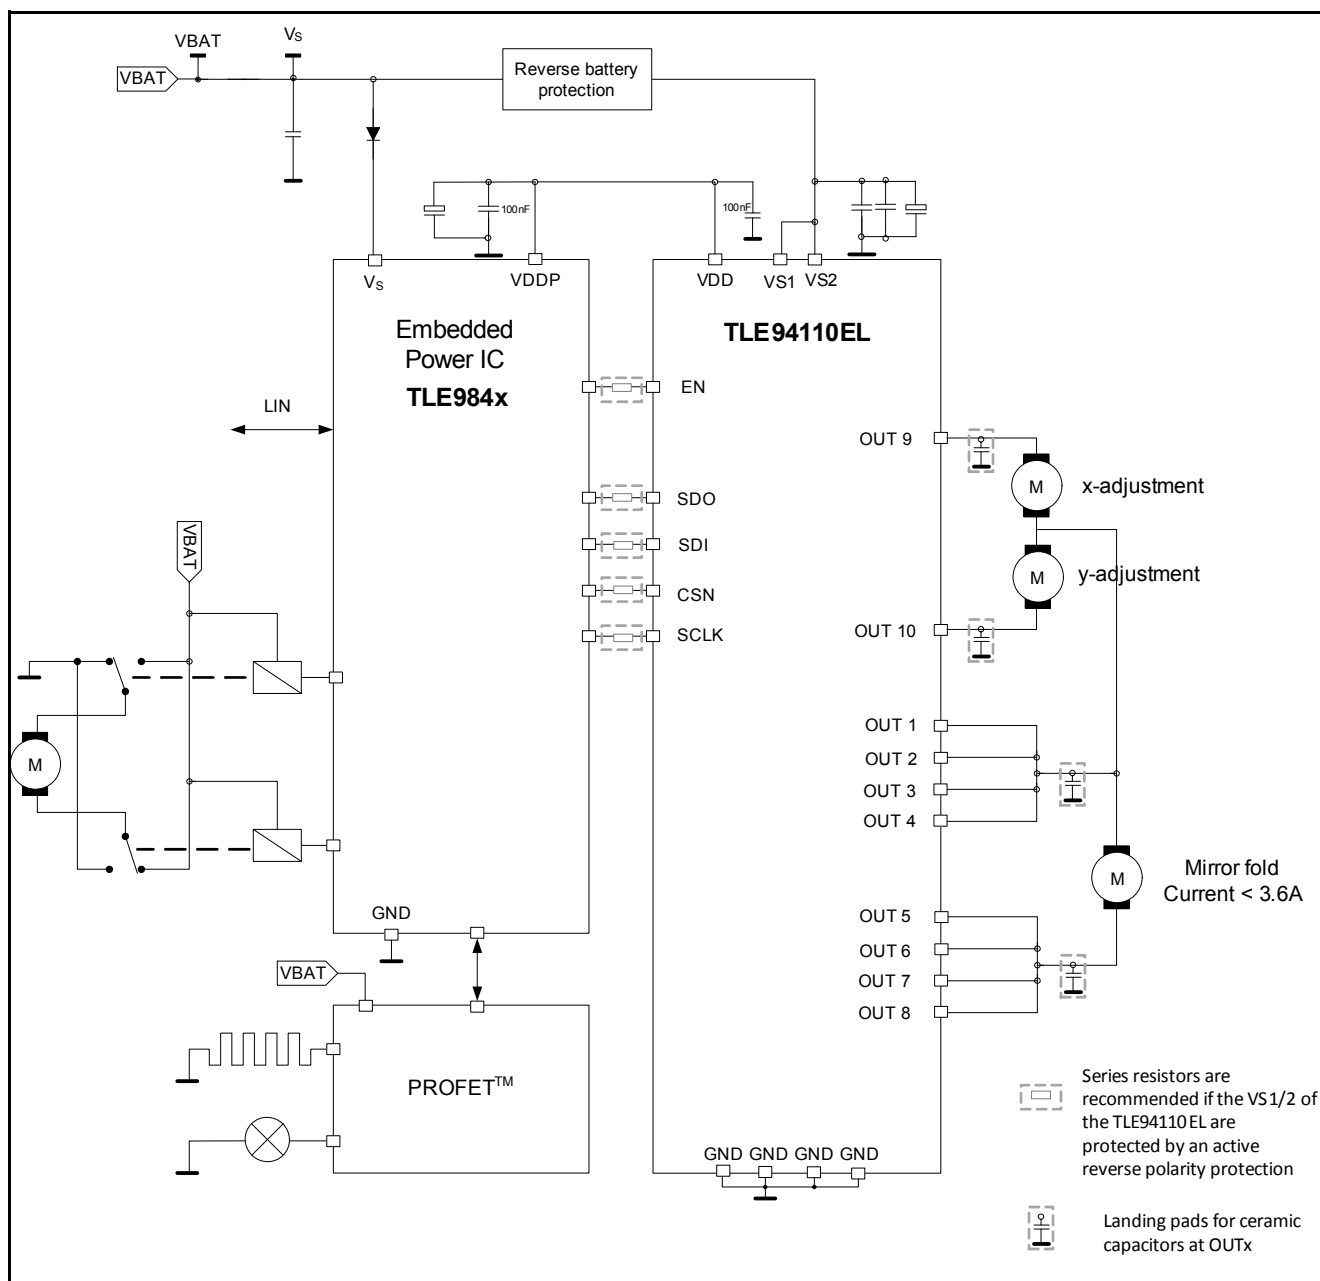 VBAT
Vs
VBAT
Reverse battery
protection
100nF
100nF
Vs
VDDP
VDD
VS1
VS2
Embedded
Power IC
TLE984x
TLE94110EL
LIN
EN
SDO
SDI
CSN
SCLK
OUT 9
M
x-adjustment
M
y-adjustment
OUT 10
VBAT
M
OUT 1
OUT 2
OUT 3
OUT 4
M
Mirror fold
Current < 3.6A
OUT 5
OUT 6
OUT 7
OUT 8
GND
VBAT
PROFET™
GND
GND
GND
GND
Series resistors are
recommended if the VS1/2 of
the TLE94110EL are
protected by an active
reverse polarity protection
Landing pads for ceramic
capacitors at OUTx